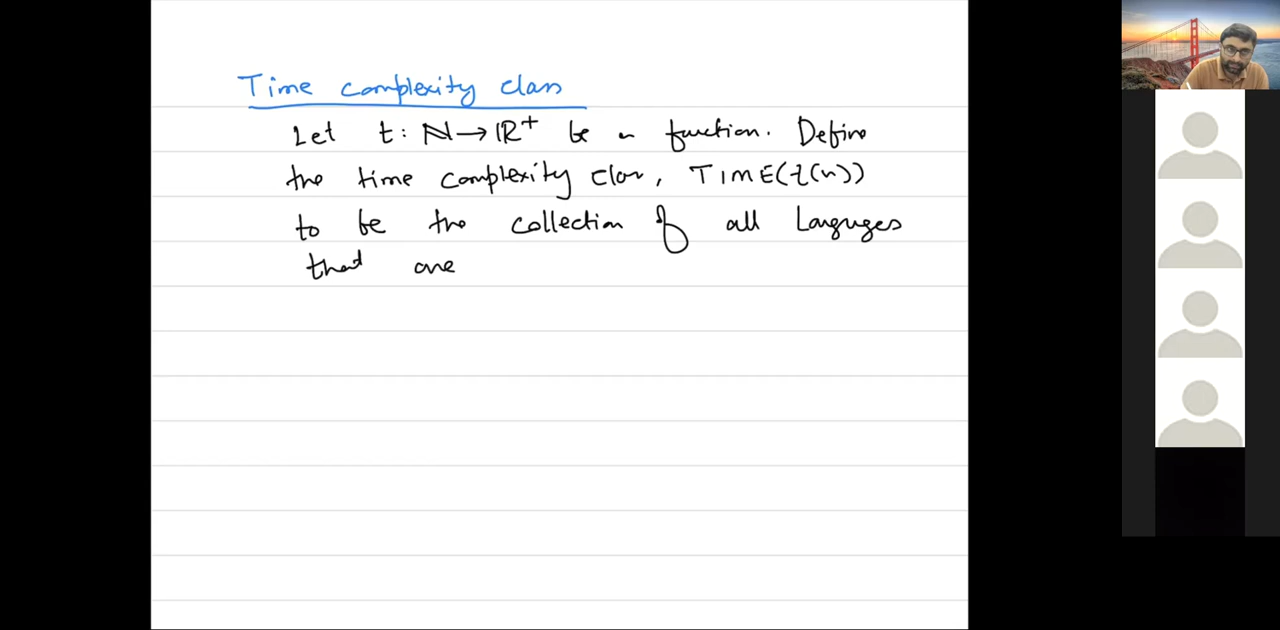 Time complexity class
Let t: ℕ → ℝ⁺ be a function. Define
the time complexity class, TIME(t(n))
to be the collection of all languages
that are